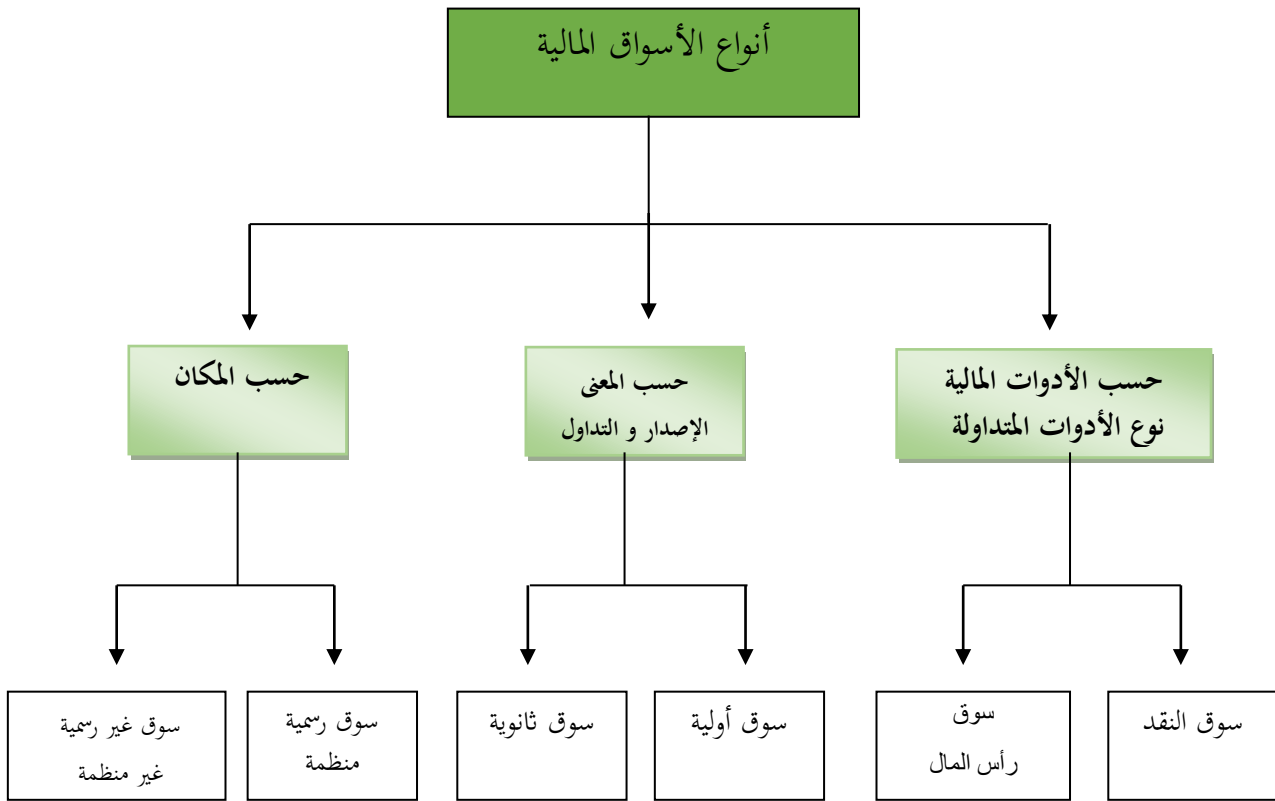 أنواع الأسواق المالية
حسب الأدوات المالية
نوع الأدوات المتداولة
حسب المعنى
الإصدار و التداول
حسب المكان
سوق النقد
سوق
رأس المال
سوق أولية
سوق ثانوية
سوق رسمية
منظمة
سوق غير رسمية
غير منظمة